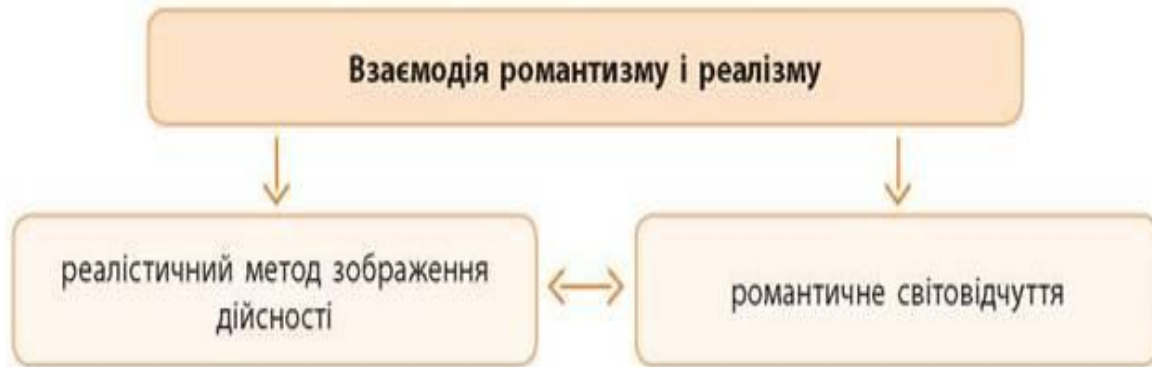 Взаємодія романтизму і реалізму
реалістичний метод зображення
дійсності
романтичне світовідчуття